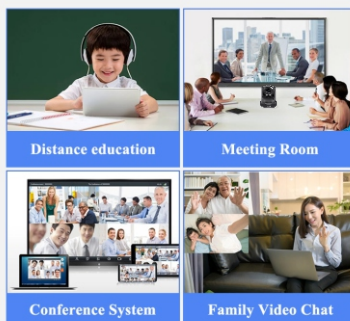 Distance education
Meeting Room
Conference System
Family Video Chat